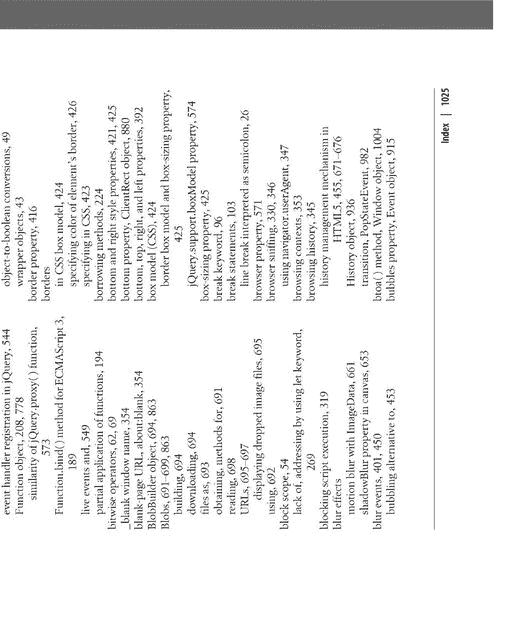 event handler registration in jQuery, 544
Function object, 208, 778
similarity of jQuery.proxy( ) function,
573
Function.bind( ) method for ECMAScript 3,
189
live events and, 549
partial application of functions, 194
bitwise operators, 62, 69
_blank window name, 354
blank-page URL, about:blank, 354
BlobBuilder object, 694, 863
Blobs, 691–699, 863
building, 694
downloading, 694
files as, 693
obtaining, methods for, 691
reading, 698
URLs, 695–697
displaying dropped image files, 695
using, 692
block scope, 54
lack of, addressing by using let keyword,
269
blocking script execution, 319
blur effects
motion blur with ImageData, 661
shadowBlur property in canvas, 653
blur events, 401, 450
bubbling alternative to, 453
object-to-boolean conversions, 49
wrapper objects, 43
border property, 416
borders
in CSS box model, 424
specifying color of element's border, 426
specifying in CSS, 423
borrowing methods, 224
bottom and right style properties, 421, 425
bottom property, ClientRect object, 880
bottom, top, right, and left properties, 392
box model (CSS), 424
border box model and box-sizing property,
425
jQuery.support.boxModel property, 574
box-sizing property, 425
break keyword, 96
break statements, 103
line break interpreted as semicolon, 26
browser property, 571
browser sniffing, 330, 346
using navigator.userAgent, 347
browsing contexts, 353
browsing history, 345
history management mechanism in
HTML5, 455, 671–676
History object, 936
transition, PopStateEvent, 982
btoa( ) method, Window object, 1004
bubbles property, Event object, 915
Index | 1025